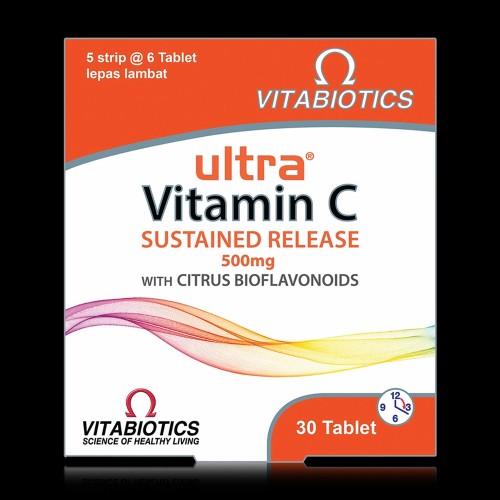 5 strip @ 6 Tablet
lepas lambat
VITABIOTICS
ultra®
Vitamin C
SUSTAINED RELEASE
500mg
WITH CITRUS BIOFLAVONOIDS
VITABIOTICS
SCIENCE OF HEALTHY LIVING
30 Tablet
12
9 3
6